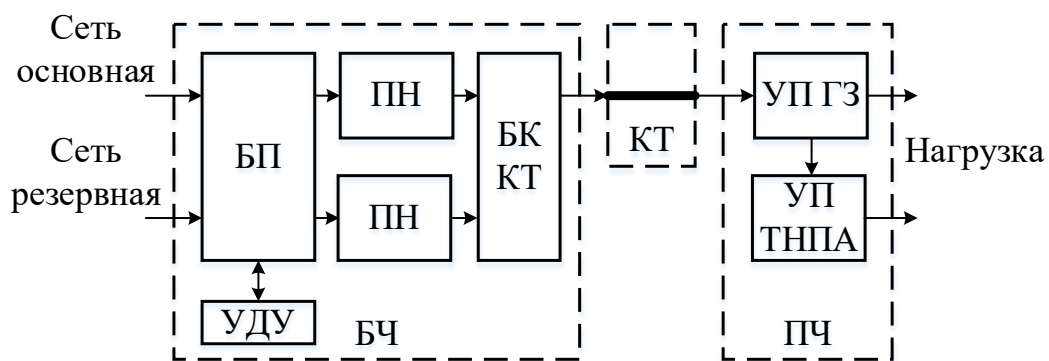 Сеть
основная
Сеть
резервная
БП
УДУ
ПН
ПН
БК
КТ
БЧ
КТ
УП ГЗ
УП
ТНПА
ПЧ
Нагрузка